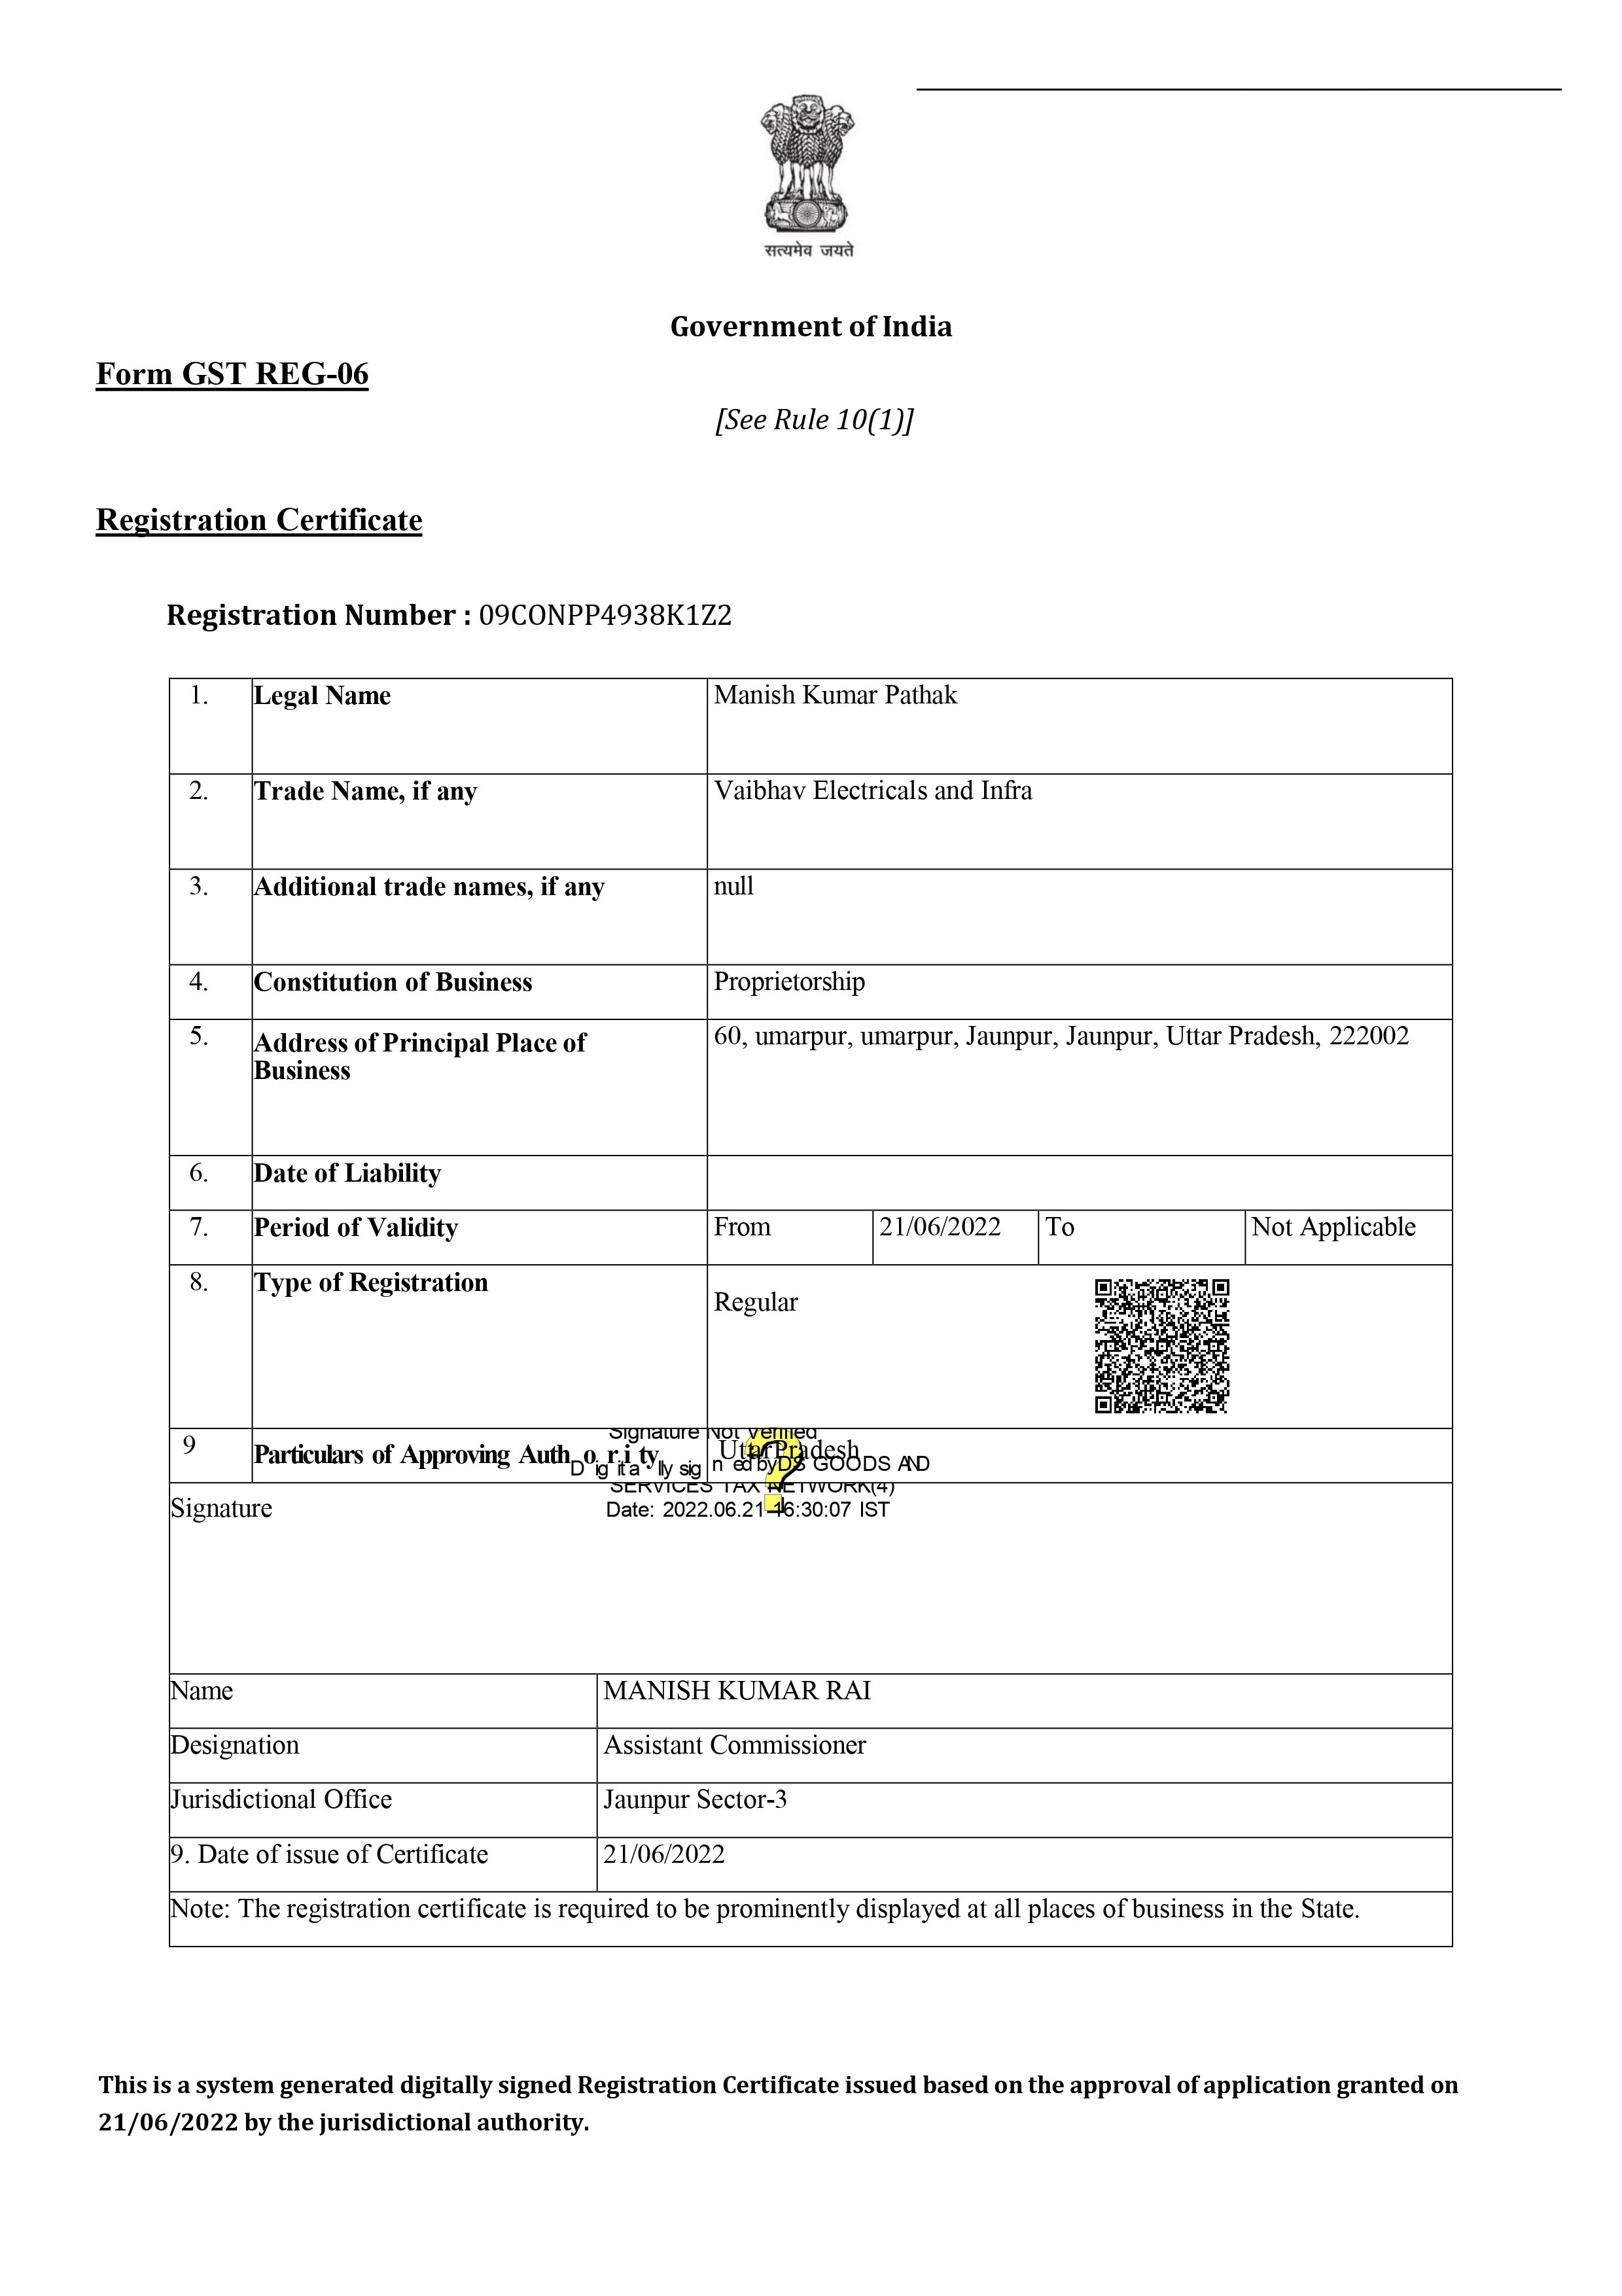 सत्यमेव जयते
Government of India
Form GST REG-06
[See Rule 10(1)]
Registration Certificate
Registration Number : 09CONPP4938K1Z2
1. Legal Name Manish Kumar Pathak
2. Trade Name, if any Vaibhav Electricals and Infra
3. Additional trade names, if any null
4. Constitution of Business Proprietorship
5. Address of Principal Place of Business 60, umarpur, umarpur, Jaunpur, Jaunpur, Uttar Pradesh, 222002
6. Date of Liability
7. Period of Validity From 21/06/2022 To Not Applicable
8. Type of Registration Regular
Signature Not Verified
9 Particulars of Approving Authority Uttar Pradesh
Digitally signed by DS GOODS AND
SERVICES TAX NETWORK(4)
Signature Date: 2022.06.21 16:30:07 IST
Name MANISH KUMAR RAI
Designation Assistant Commissioner
Jurisdictional Office Jaunpur Sector-3
9. Date of issue of Certificate 21/06/2022
Note: The registration certificate is required to be prominently displayed at all places of business in the State.
This is a system generated digitally signed Registration Certificate issued based on the approval of application granted on
21/06/2022 by the jurisdictional authority.